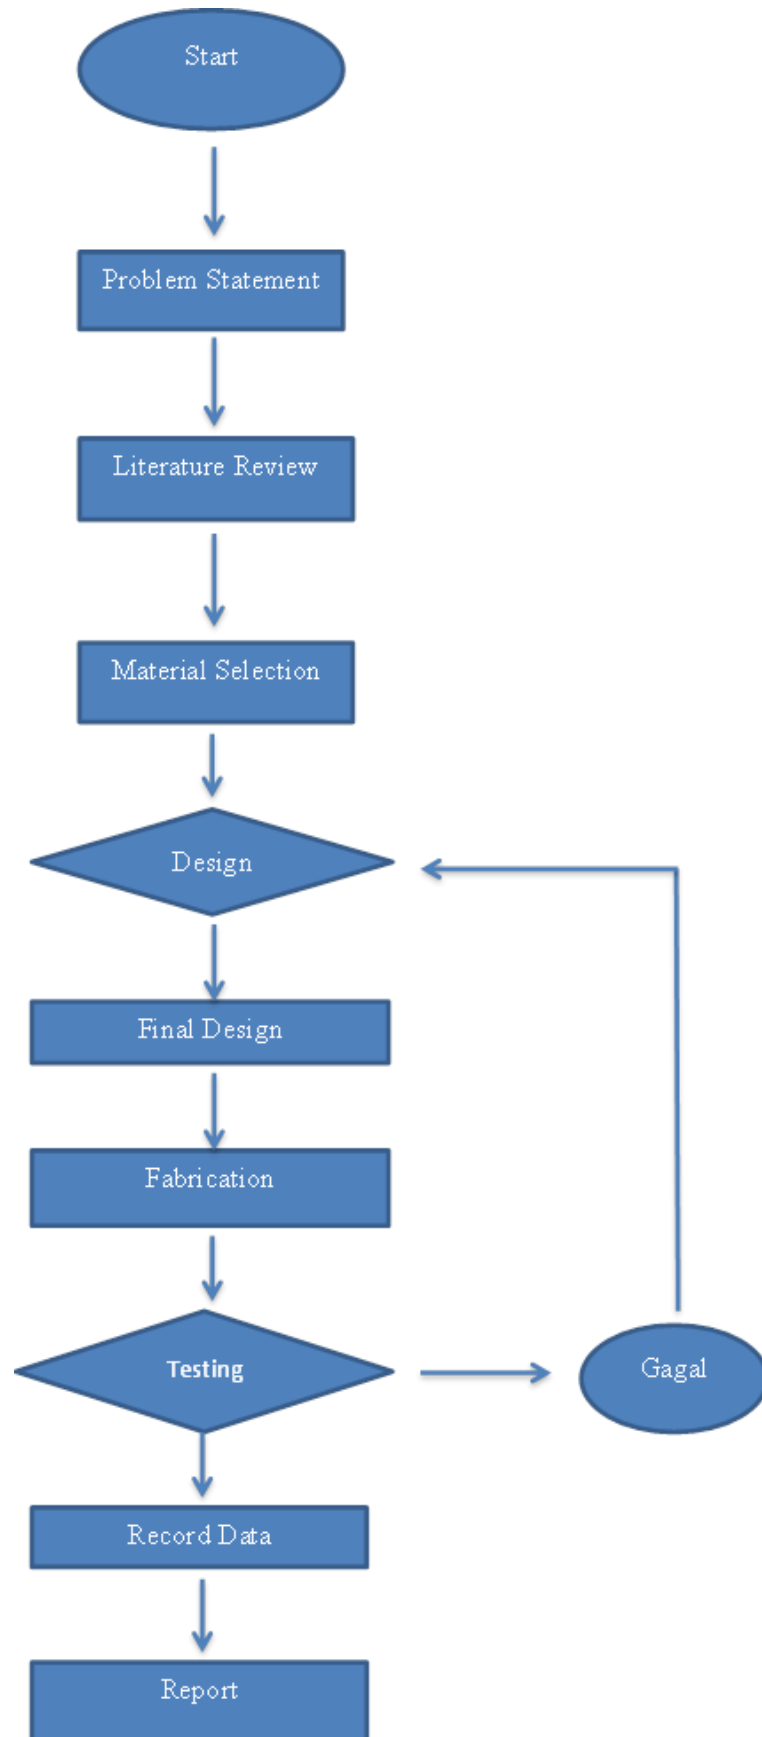 Start
Problem Statement
Literature Review
Material Selection
Design
Final Design
Fabrication
Testing
Gagal
Record Data
Report